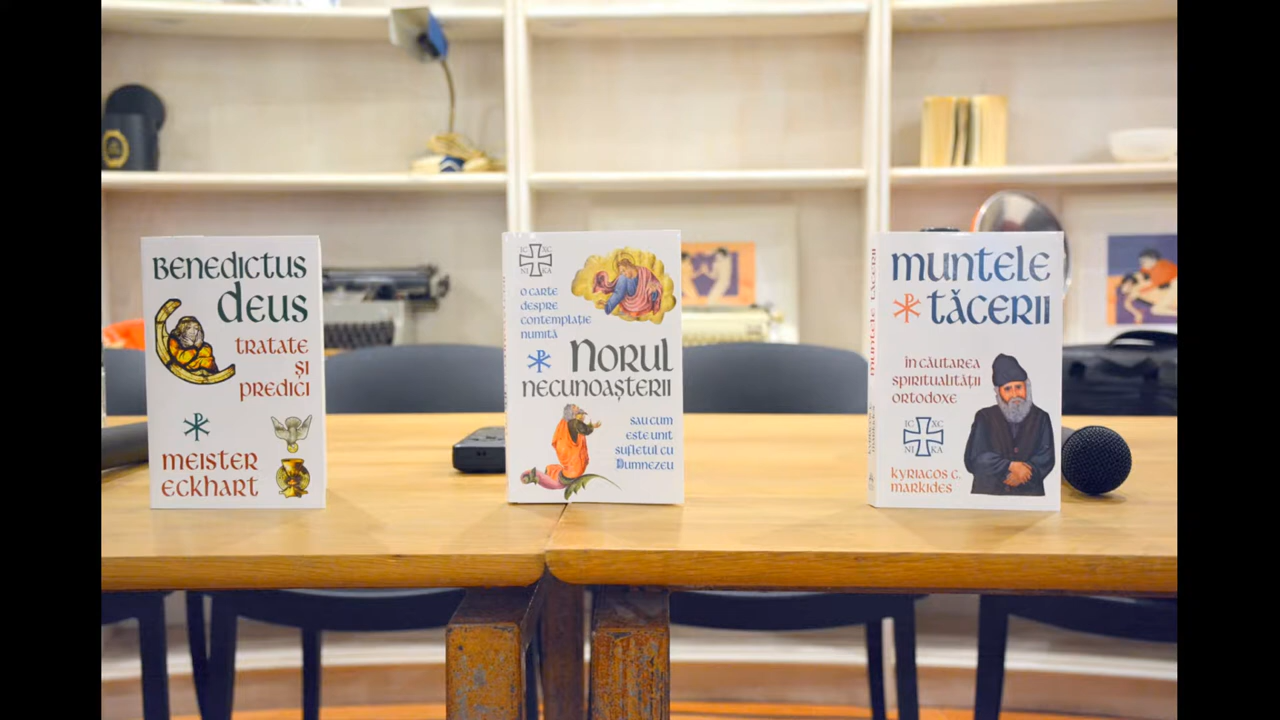 Benedictus
Deus
tratate
și
predici
Meister
Eckhart
IC XC
NI KA
o carte
despre
contemplație
numită
Norul
necunoașterii
sau cum
este unit
sufletul cu
Dumnezeu
muntele tăcerii
muntele
tăcerii
în căutarea
spiritualității
ortodoxe
IC XC
NI KA
Kyriacos C.
Markides